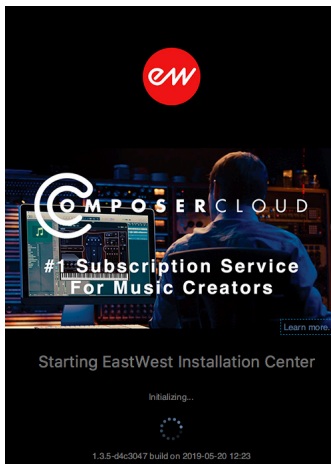 ew
COMPOSERCLOUD
#1 Subscription Service
For Music Creators
Learn more.
Starting EastWest Installation Center
Initializing...
1.3.5-d4c3047 build on 2019-05-20 12:23